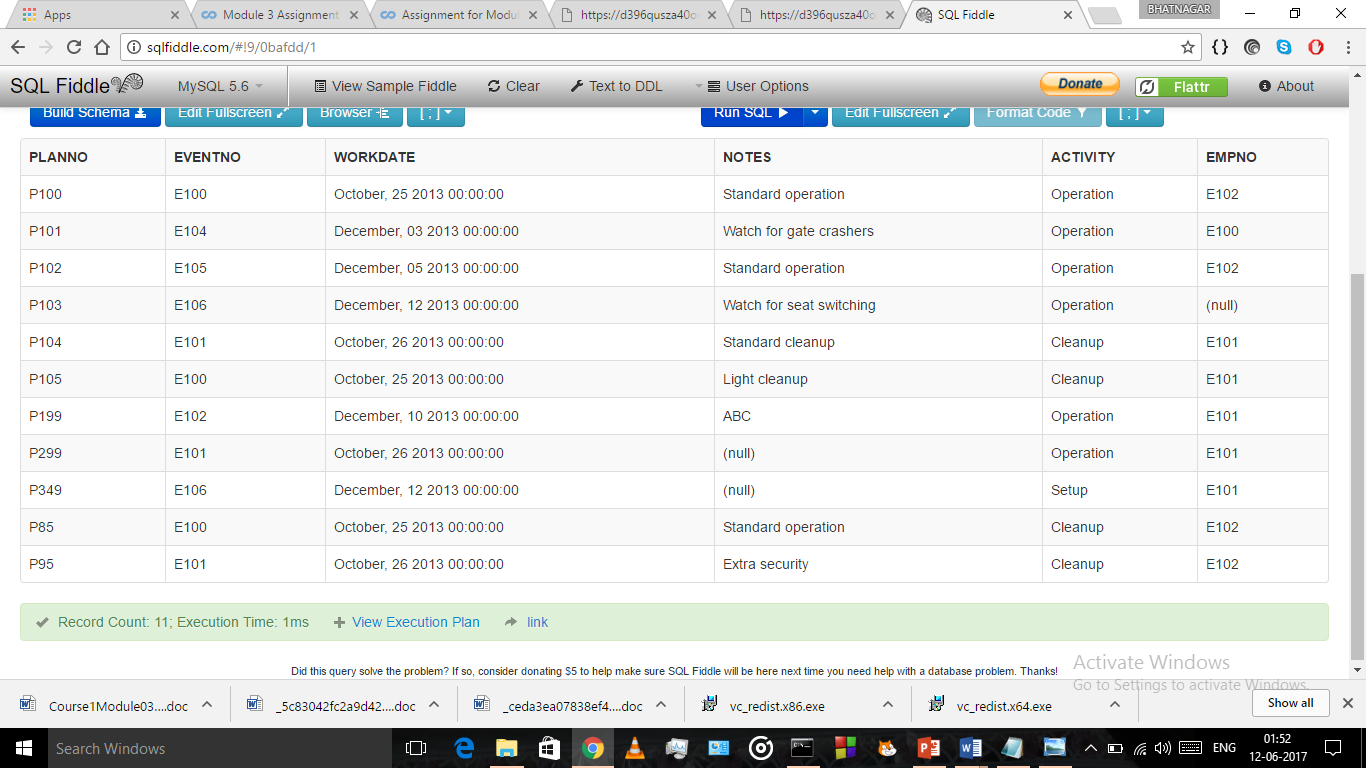 Apps
Module 3 Assignment
Assignment for Modul
https://d396qusza40o
https://d396qusza40o
SQL Fiddle
BHATNAGAR
sqlfiddle.com/#!9/0bafdd/1
SQL Fiddle
MySQL 5.6
View Sample Fiddle
Clear
Text to DDL
User Options
Donate
Flattr
About
Build Schema
Edit Fullscreen
Browser
[ ; ]
Run SQL
Edit Fullscreen
Format Code
[ ; ]
PLANNO EVENTNO WORKDATE NOTES ACTIVITY EMPNO
P100 E100 October, 25 2013 00:00:00 Standard operation Operation E102
P101 E104 December, 03 2013 00:00:00 Watch for gate crashers Operation E100
P102 E105 December, 05 2013 00:00:00 Standard operation Operation E102
P103 E106 December, 12 2013 00:00:00 Watch for seat switching Operation (null)
P104 E101 October, 26 2013 00:00:00 Standard cleanup Cleanup E101
P105 E100 October, 25 2013 00:00:00 Light cleanup Cleanup E101
P199 E102 December, 10 2013 00:00:00 ABC Operation E101
P299 E101 October, 26 2013 00:00:00 (null) Operation E101
P349 E106 December, 12 2013 00:00:00 (null) Setup E101
P85 E100 October, 25 2013 00:00:00 Standard operation Cleanup E102
P95 E101 October, 26 2013 00:00:00 Extra security Cleanup E102
Record Count: 11; Execution Time: 1ms View Execution Plan link
Did this query solve the problem? If so, consider donating $5 to help make sure SQL Fiddle will be here next time you need help with a database problem. Thanks!
Activate Windows
Go to Settings to activate Windows.
Course1Module03....doc
_5c83042fc2a9d42....doc
_ceda3ea07838ef4....doc
vc_redist.x86.exe
vc_redist.x64.exe
Show all
Search Windows
ENG
01:52
12-06-2017